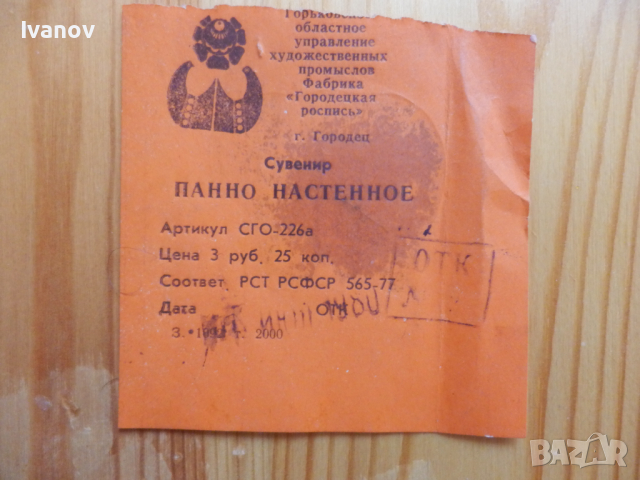 Ivanov
Горьковское
областное
управление
художественных
промыслов
Фабрика
«Городецкая
роспись»
г. Городец
Сувенир
ПАННО НАСТЕННОЕ
Артикул СГО-226а
Цена 3 руб. 25 коп.
Соответ. РСТ РСФСР 565-77
ОТК
Дата ОТК
З. т. 2000
BAZAR